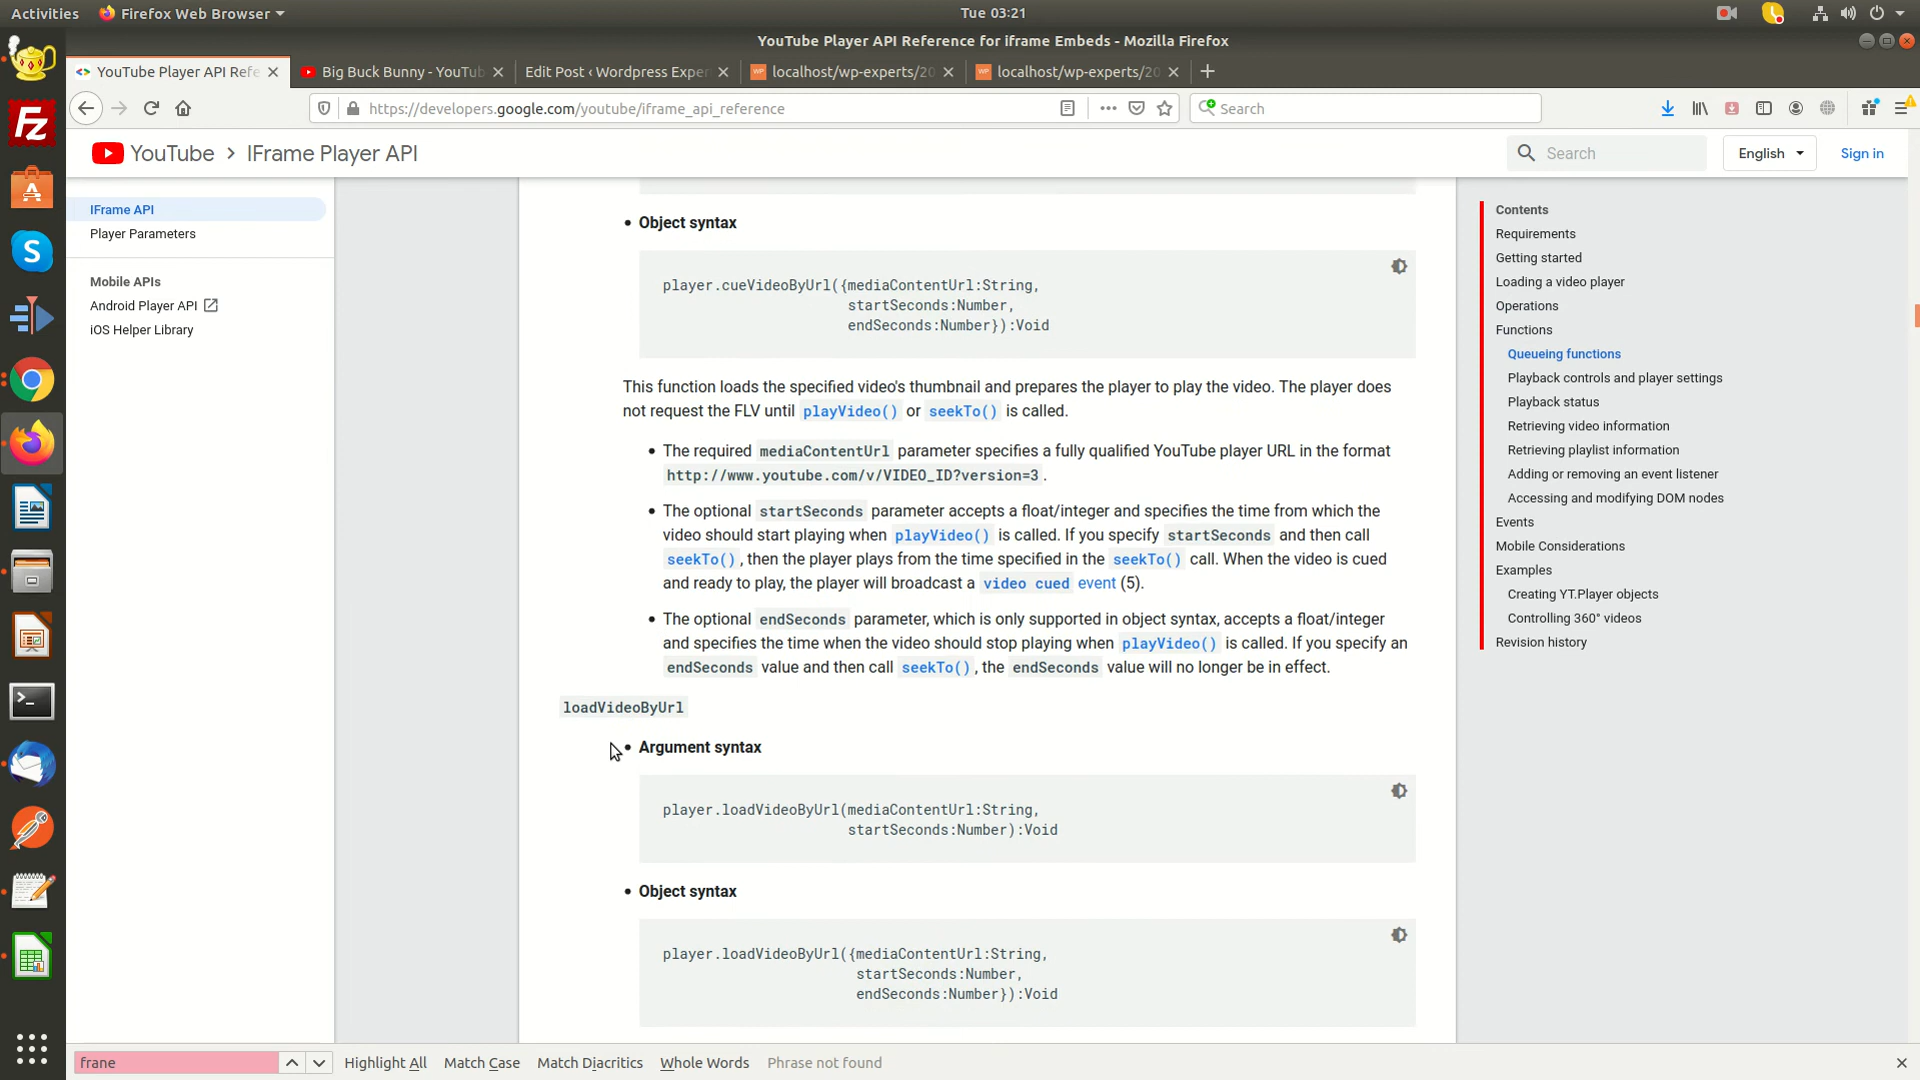 Activities
Firefox Web Browser
Tue 03:21
YouTube Player API Reference for iframe Embeds - Mozilla Firefox
YouTube Player API Refe
Big Buck Bunny - YouTub
Edit Post ‹ Wordpress Exper
localhost/wp-experts/20
localhost/wp-experts/20
https://developers.google.com/youtube/iframe_api_reference
Search
YouTube
IFrame Player API
Search
English
Sign in
IFrame API
Player Parameters
Mobile APIs
Android Player API
iOS Helper Library
Object syntax
player.cueVideoByUrl({mediaContentUrl:String,
startSeconds:Number,
endSeconds:Number}):Void
This function loads the specified video's thumbnail and prepares the player to play the video. The player does
not request the FLV until playVideo() or seekTo() is called.
The required mediaContentUrl parameter specifies a fully qualified YouTube player URL in the format
http://www.youtube.com/v/VIDEO_ID?version=3 .
The optional startSeconds parameter accepts a float/integer and specifies the time from which the
video should start playing when playVideo() is called. If you specify startSeconds and then call
seekTo() , then the player plays from the time specified in the seekTo() call. When the video is cued
and ready to play, the player will broadcast a video cued event (5).
The optional endSeconds parameter, which is only supported in object syntax, accepts a float/integer
and specifies the time when the video should stop playing when playVideo() is called. If you specify an
endSeconds value and then call seekTo() , the endSeconds value will no longer be in effect.
loadVideoByUrl
Argument syntax
player.loadVideoByUrl(mediaContentUrl:String,
startSeconds:Number):Void
Object syntax
player.loadVideoByUrl({mediaContentUrl:String,
startSeconds:Number,
endSeconds:Number}):Void
Contents
Requirements
Getting started
Loading a video player
Operations
Functions
Queueing functions
Playback controls and player settings
Playback status
Retrieving video information
Retrieving playlist information
Adding or removing an event listener
Accessing and modifying DOM nodes
Events
Mobile Considerations
Examples
Creating YT.Player objects
Controlling 360° videos
Revision history
frane
Highlight All
Match Case
Match Diacritics
Whole Words
Phrase not found